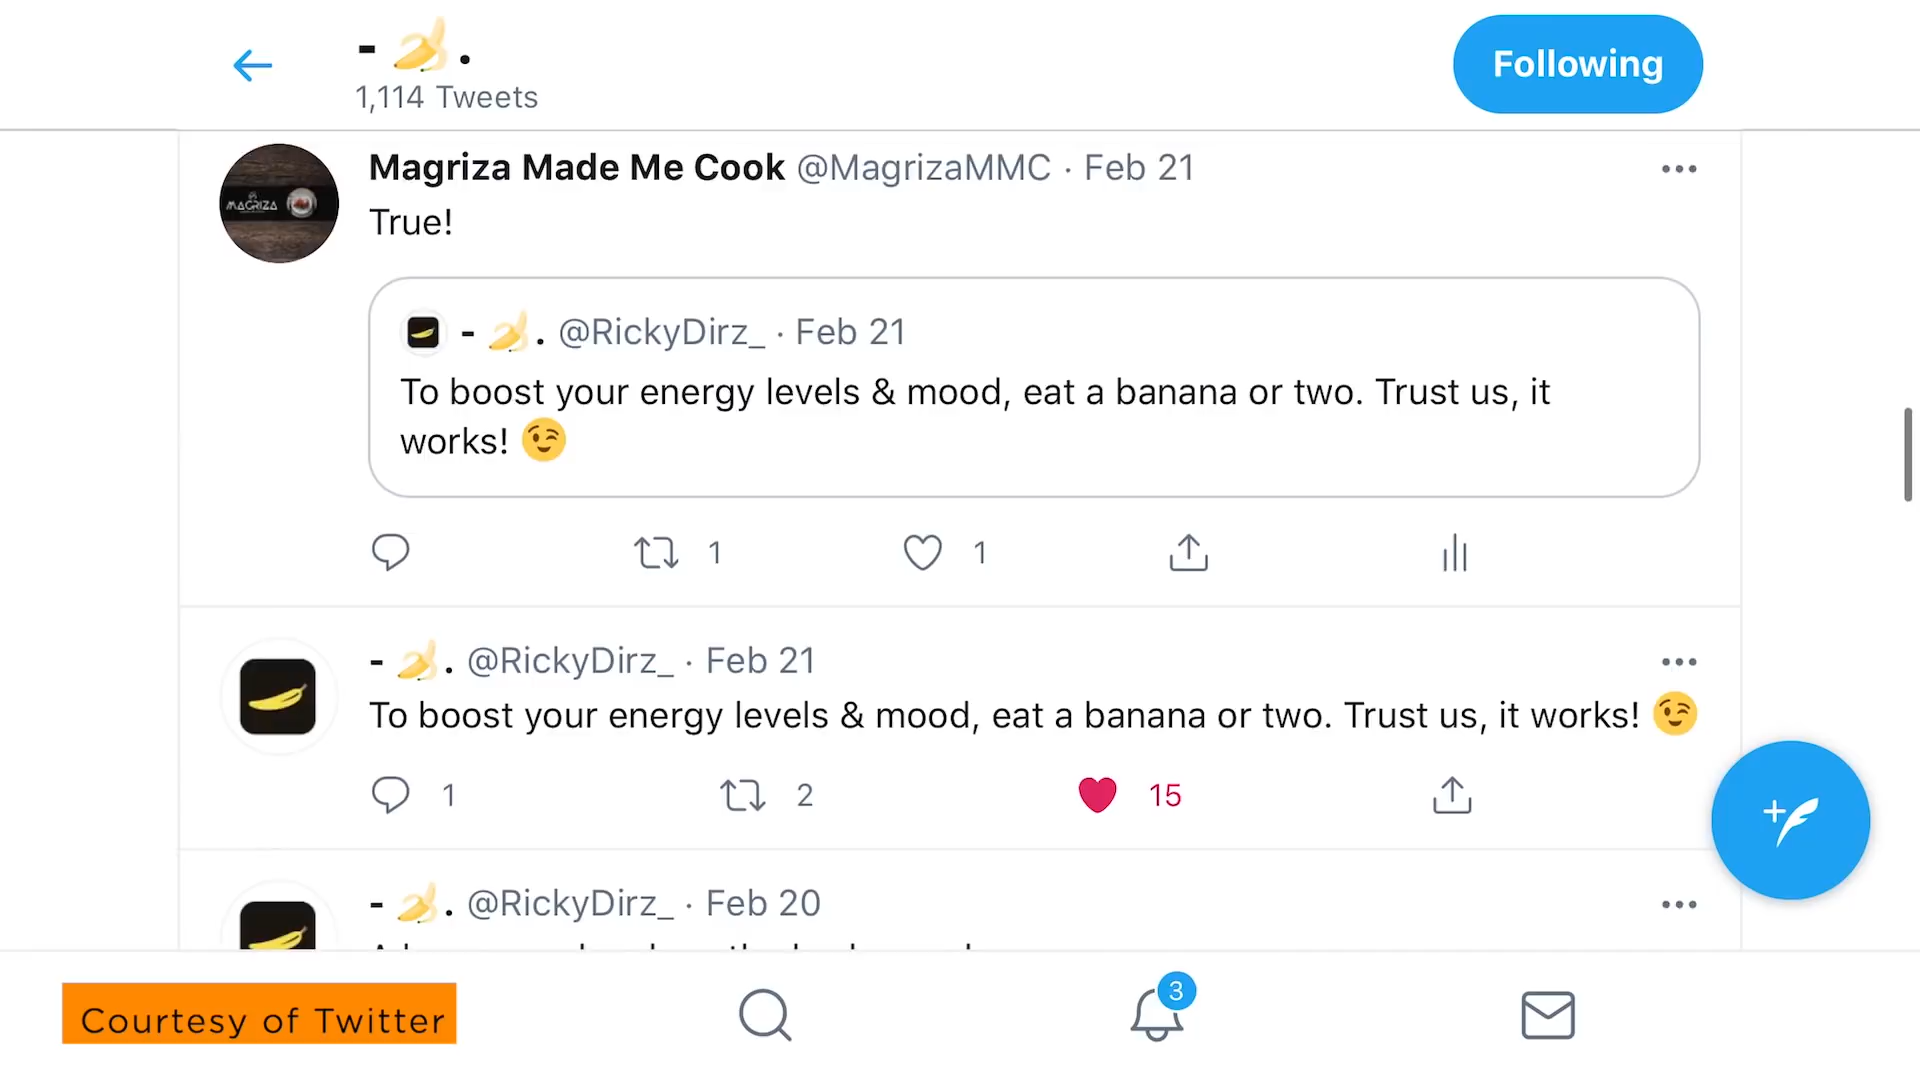 - 🍌.
1,114 Tweets
Following
MAGRIZA
Magriza Made Me Cook @MagrizaMMC · Feb 21
True!
- 🍌. @RickyDirz_ · Feb 21
To boost your energy levels & mood, eat a banana or two. Trust us, it
works! 😉
1 1
- 🍌. @RickyDirz_ · Feb 21
To boost your energy levels & mood, eat a banana or two. Trust us, it works! 😉
1 2 15
- 🍌. @RickyDirz_ · Feb 20
3
Courtesy of Twitter